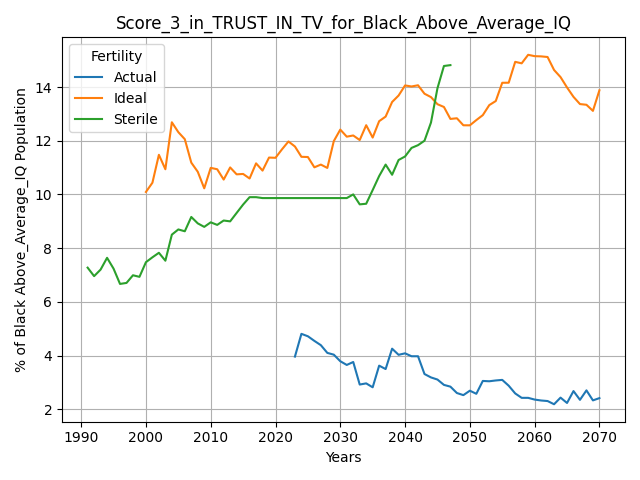 Score_3_in_TRUST_IN_TV_for_Black_Above_Average_IQ
% of Black Above_Average_IQ Population
14
12
10
8
6
4
2
Fertility
Actual
Ideal
Sterile
1990 2000 2010 2020 2030 2040 2050 2060 2070
Years